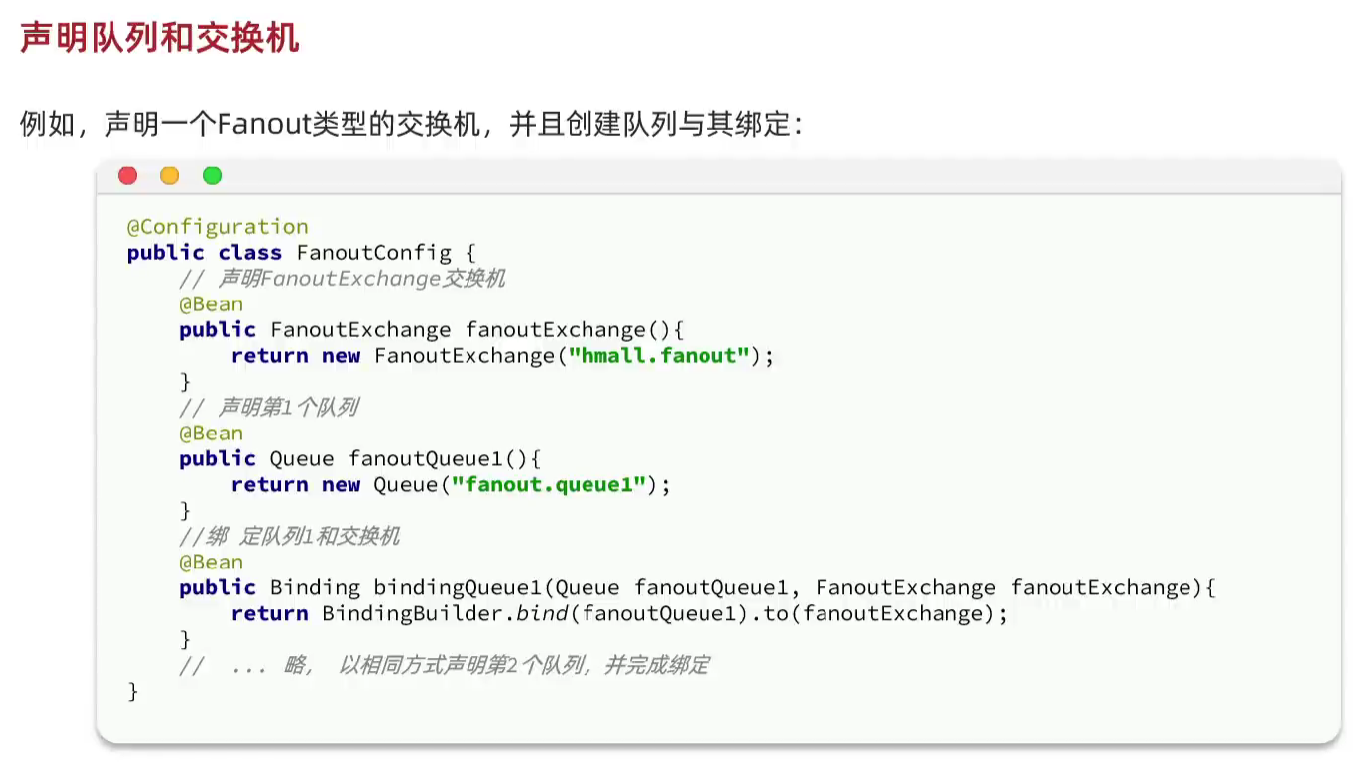 声明队列和交换机
例如，声明一个Fanout类型的交换机，并且创建队列与其绑定：
@Configuration
public class FanoutConfig {
    // 声明FanoutExchange交换机
    @Bean
    public FanoutExchange fanoutExchange(){
        return new FanoutExchange("hmall.fanout");
    }
    // 声明第1个队列
    @Bean
    public Queue fanoutQueue1(){
        return new Queue("fanout.queue1");
    }
    //绑 定队列1和交换机
    @Bean
    public Binding bindingQueue1(Queue fanoutQueue1, FanoutExchange fanoutExchange){
        return BindingBuilder.bind(fanoutQueue1).to(fanoutExchange);
    }
    // ... 略， 以相同方式声明第2个队列，并完成绑定
}